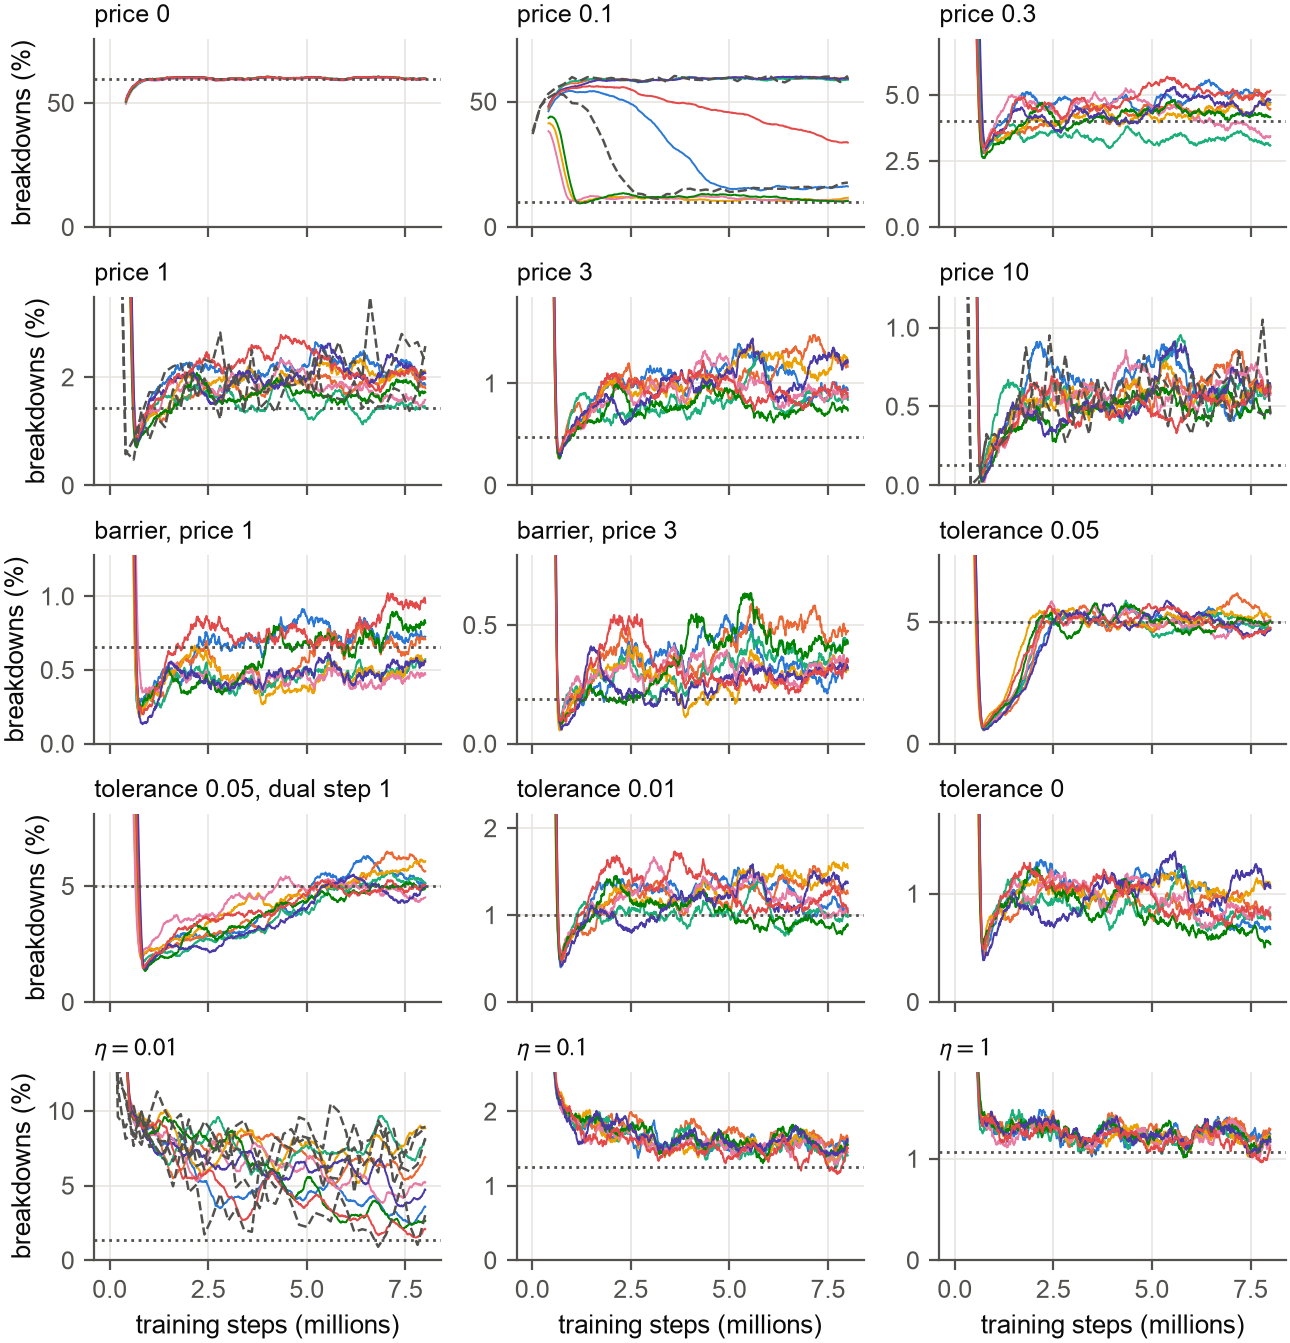 price 0
price 0.1
price 0.3
breakdowns (%)
50
0
50
0
5.0
2.5
0.0
price 1
price 3
price 10
breakdowns (%)
2
0
1
0
1.0
0.5
0.0
barrier, price 1
barrier, price 3
tolerance 0.05
breakdowns (%)
1.0
0.5
0.0
0.5
0.0
5
0
tolerance 0.05, dual step 1
tolerance 0.01
tolerance 0
breakdowns (%)
5
0
2
1
0
1
0
η = 0.01
η = 0.1
η = 1
breakdowns (%)
10
5
0
2
1
0
1
0
0.0 2.5 5.0 7.5
0.0 2.5 5.0 7.5
0.0 2.5 5.0 7.5
training steps (millions)
training steps (millions)
training steps (millions)